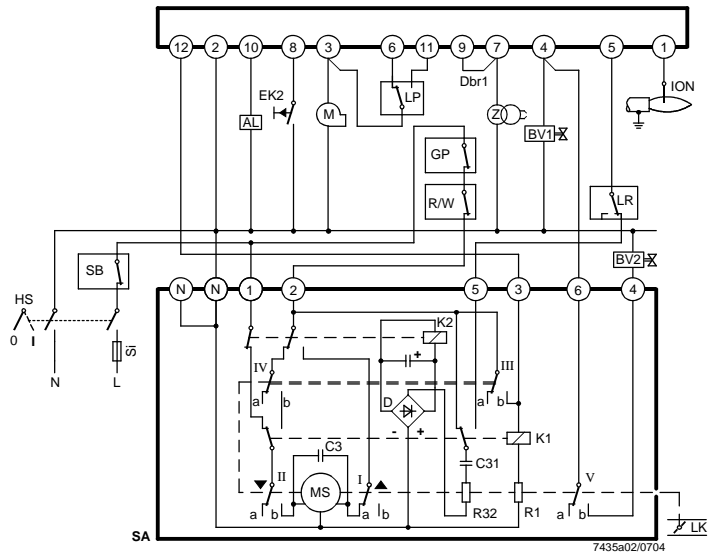 12 2 10 8 3 6 11 9 7 4 5 1
Dbr1
EK2
ION
LP
AL
M
Z
BV1
GP
R/W
LR
SB
BV2
HS
0 I
Si
N L
N N 1 2 5 3 6 4
K2
+
IV
III
a b
a b
D
- +
K1
C3
C31
II
I
V
MS
a b
a b
R32
R1
a b
SA
LK
7435a02/0704